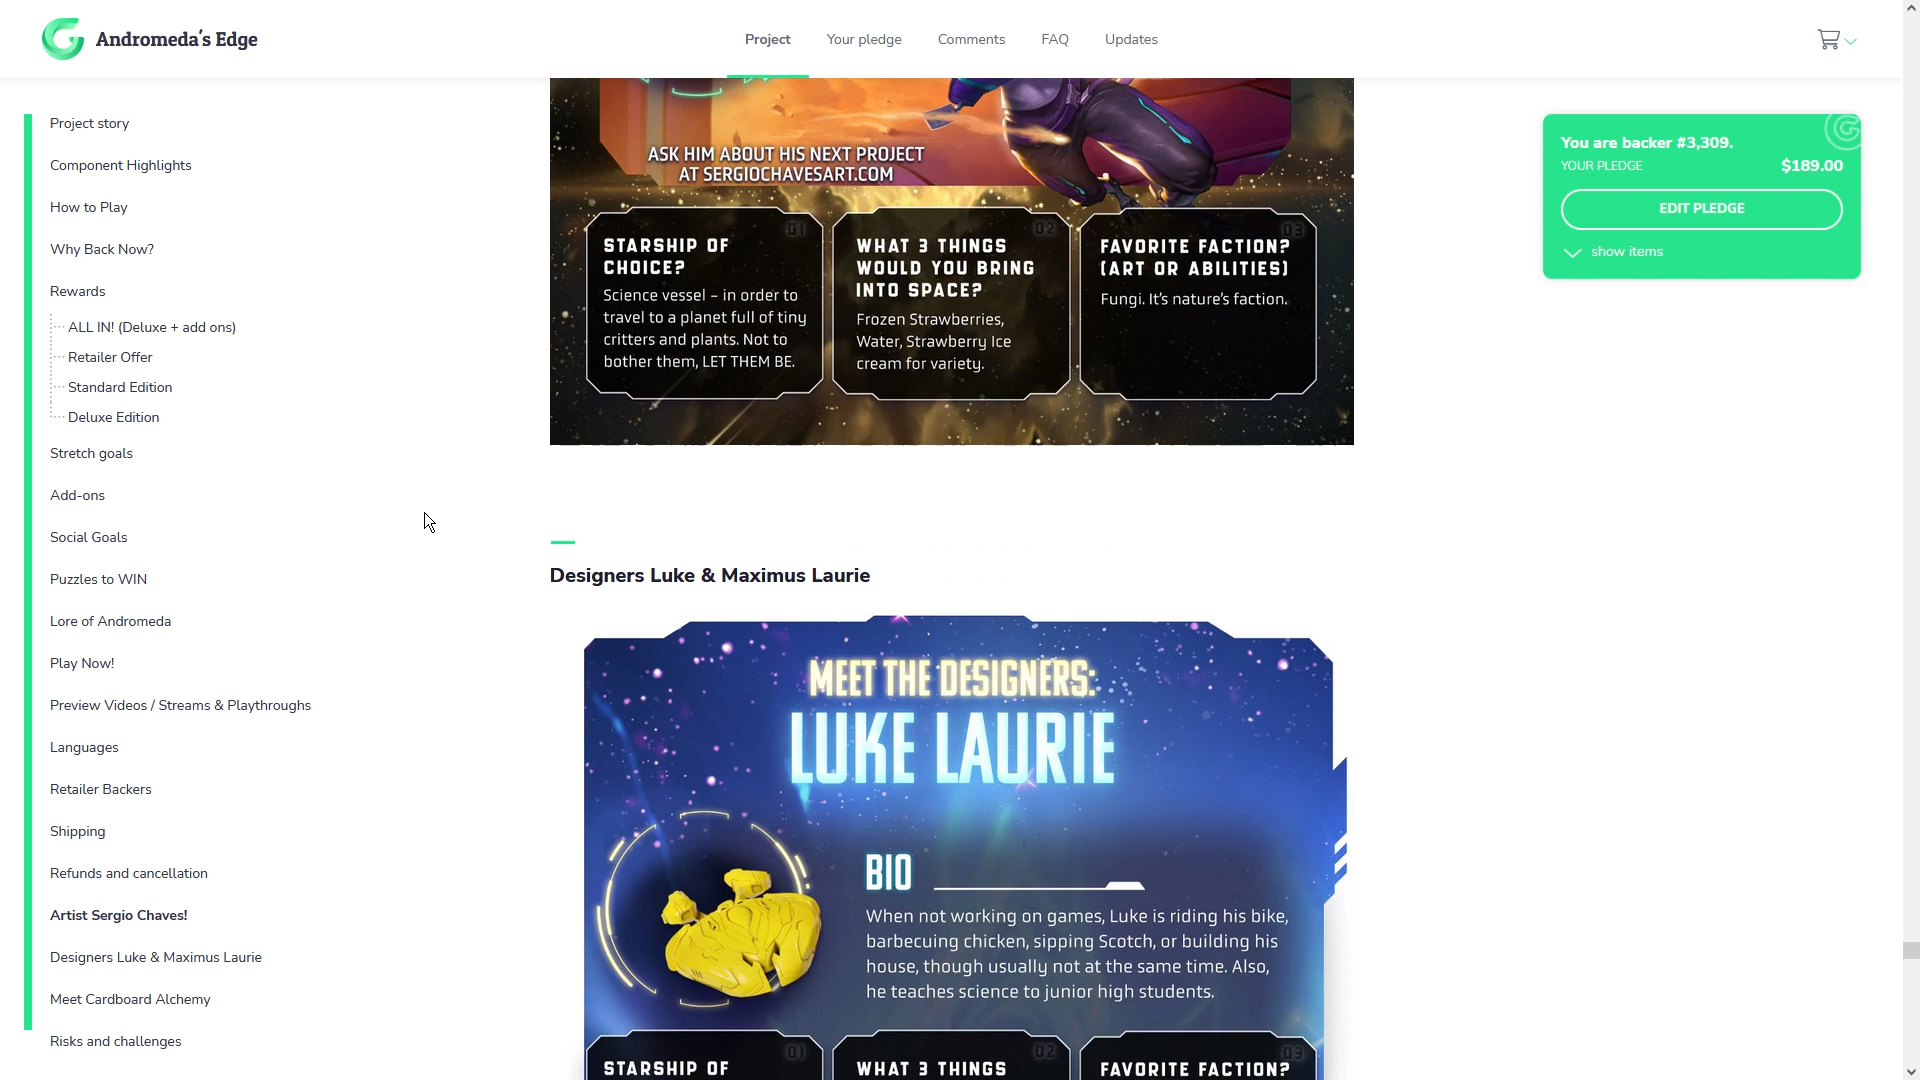 Andromeda's Edge
Project
Your pledge
Comments
FAQ
Updates
Project story
Component Highlights
How to Play
Why Back Now?
Rewards
ALL IN! (Deluxe + add ons)
Retailer Offer
Standard Edition
Deluxe Edition
Stretch goals
Add-ons
Social Goals
Puzzles to WIN
Lore of Andromeda
Play Now!
Preview Videos / Streams & Playthroughs
Languages
Retailer Backers
Shipping
Refunds and cancellation
Artist Sergio Chaves!
Designers Luke & Maximus Laurie
Meet Cardboard Alchemy
Risks and challenges
ASK HIM ABOUT HIS NEXT PROJECT
AT SERGIOCHAVESART.COM
01
STARSHIP OF
CHOICE?
Science vessel – in order to
travel to a planet full of tiny
critters and plants. Not to
bother them, LET THEM BE.
02
WHAT 3 THINGS
WOULD YOU BRING
INTO SPACE?
Frozen Strawberries,
Water, Strawberry Ice
cream for variety.
03
FAVORITE FACTION?
(ART OR ABILITIES)
Fungi. It's nature's faction.
Designers Luke & Maximus Laurie
MEET THE DESIGNERS:
LUKE LAURIE
BIO
When not working on games, Luke is riding his bike,
barbecuing chicken, sipping Scotch, or building his
house, though usually not at the same time. Also,
he teaches science to junior high students.
01
STARSHIP OF
02
WHAT 3 THINGS
03
FAVORITE FACTION?
You are backer #3,309.
YOUR PLEDGE
$189.00
EDIT PLEDGE
show items